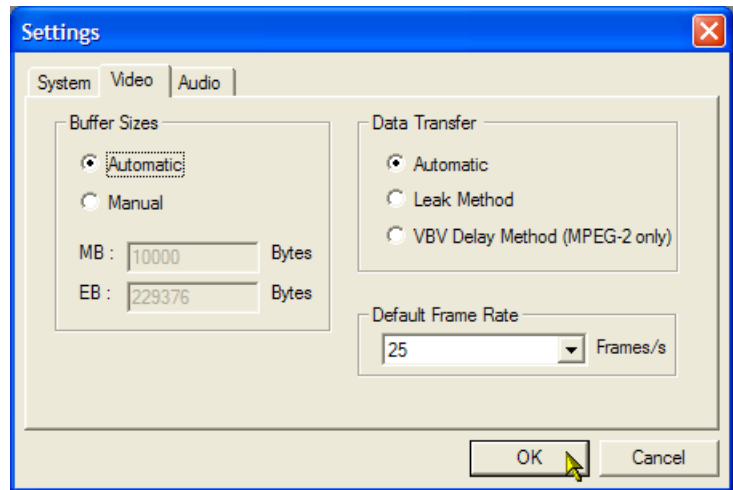 Settings
System Video Audio
Buffer Sizes
Automatic
Manual
MB : 10000 Bytes
EB : 229376 Bytes
Data Transfer
Automatic
Leak Method
VBV Delay Method (MPEG-2 only)
Default Frame Rate
25 Frames/s
OK Cancel